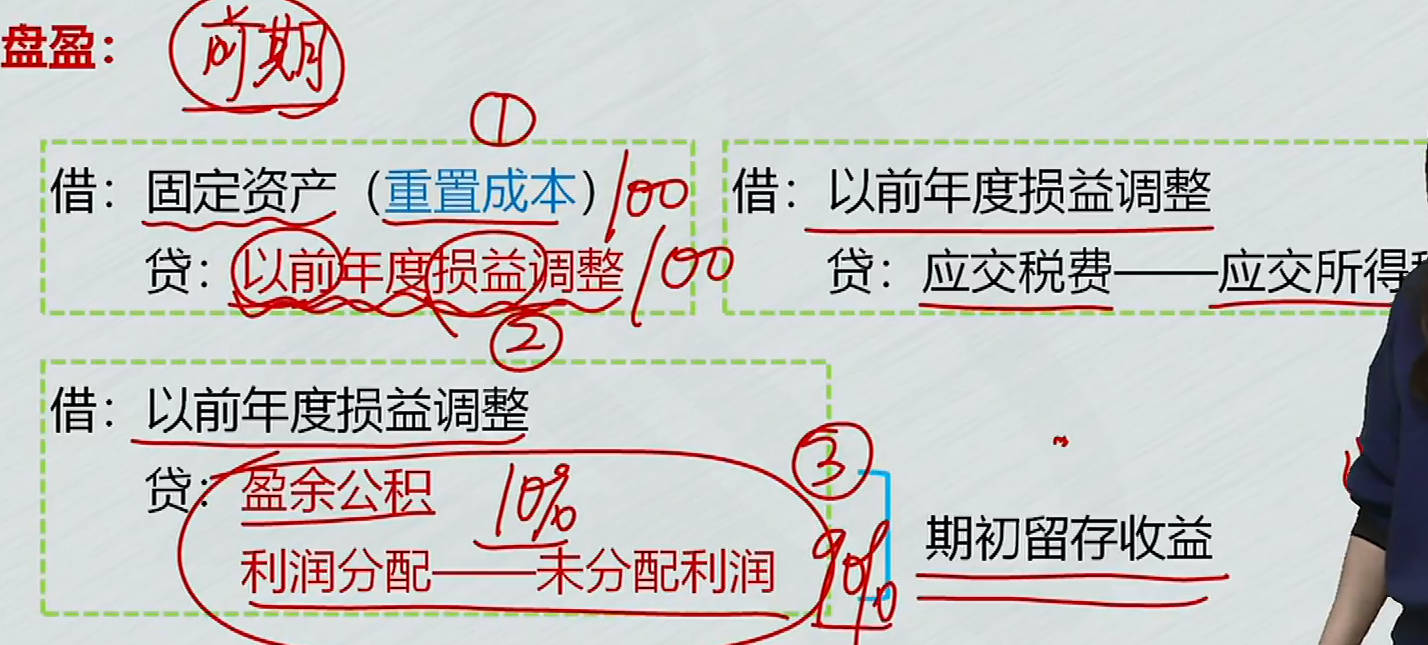 盘盈： 前期
①
借：固定资产（重置成本）100
贷：以前年度损益调整 100
借：以前年度损益调整
贷：应交税费——应交所得
②
借：以前年度损益调整
贷：盈余公积 10%
利润分配——未分配利润 90%
③
期初留存收益